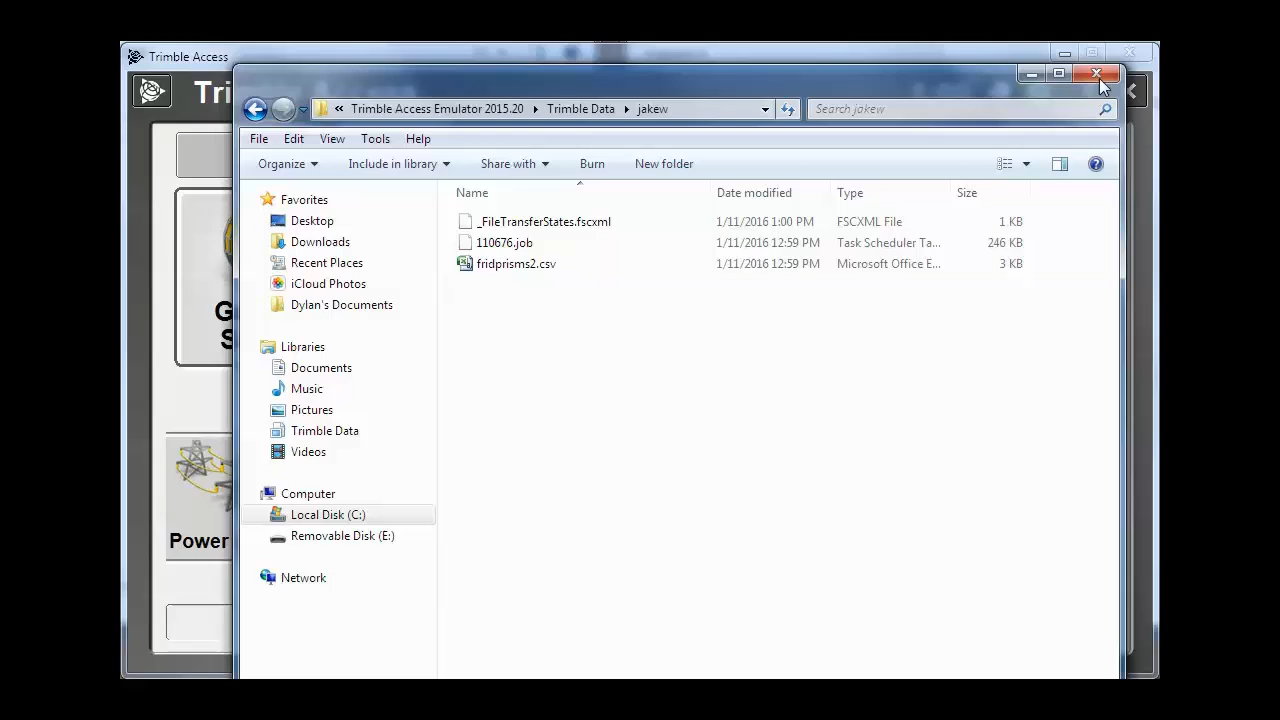 Trimble Access
Tri
Trimble Access Emulator 2015.20 Trimble Data jakew
Search jakew
File Edit View Tools Help
Organize Include in library Share with Burn New folder
Name Date modified Type Size
_FileTransferStates.fscxml 1/11/2016 1:00 PM FSCXML File 1 KB
110676.job 1/11/2016 12:59 PM Task Scheduler Ta... 246 KB
fridprisms2.csv 1/11/2016 12:59 PM Microsoft Office E... 3 KB
Favorites
Desktop
Downloads
Recent Places
iCloud Photos
Dylan's Documents
Libraries
Documents
Music
Pictures
Trimble Data
Videos
Computer
Local Disk (C:)
Removable Disk (E:)
Network
G
S
Power